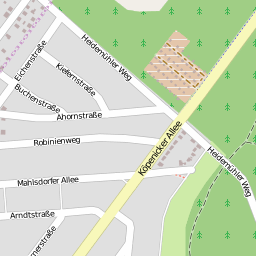 Heidemühler Weg
Eichenstraße
Kiefernstraße
Buchenstraße
Ahornstraße
Robinienweg
Köpenicker Allee
Heidemühler Weg
Mahlsdorfer Allee
Arndtstraße